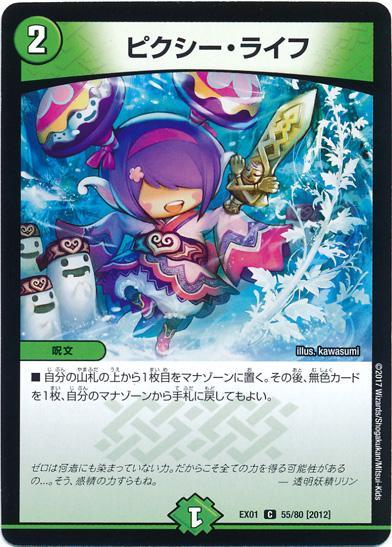 2
ピクシー・ライフ
呪文
illus. kawasumi
■ 自分の山札の上から1枚目をマナゾーンに置く。その後、無色カード
を1枚、自分のマナゾーンから手札に戻してもよい。
ゼロは何者にも染まっていない力。だからこそ全ての力を得る可能性がある
の…。そう、感情の力すらもね。 — 透明妖精リリン
1
EX01 C 55/80 [2012]
©2017 Wizards/Shogakukan/Mitsui-Kids